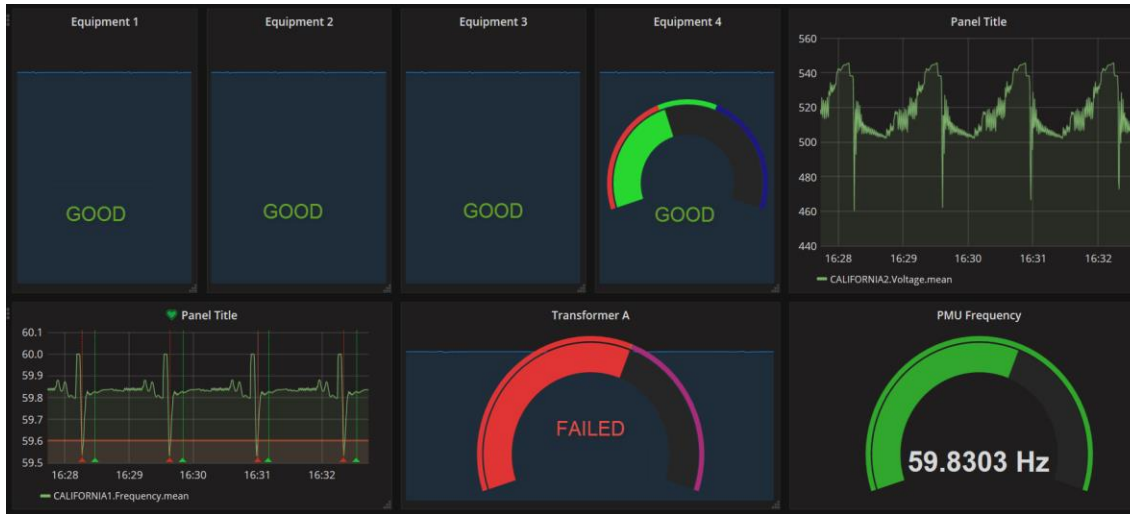 Equipment 1
GOOD
Equipment 2
GOOD
Equipment 3
GOOD
Equipment 4
GOOD
Panel Title
560
540
520
500
480
460
440
16:28 16:29 16:30 16:31 16:32
CALIFORNIA2.Voltage.mean
Panel Title
60.1
60.0
59.9
59.8
59.7
59.6
59.5
16:28 16:29 16:30 16:31 16:32
CALIFORNIA1.Frequency.mean
Transformer A
FAILED
PMU Frequency
59.8303 Hz